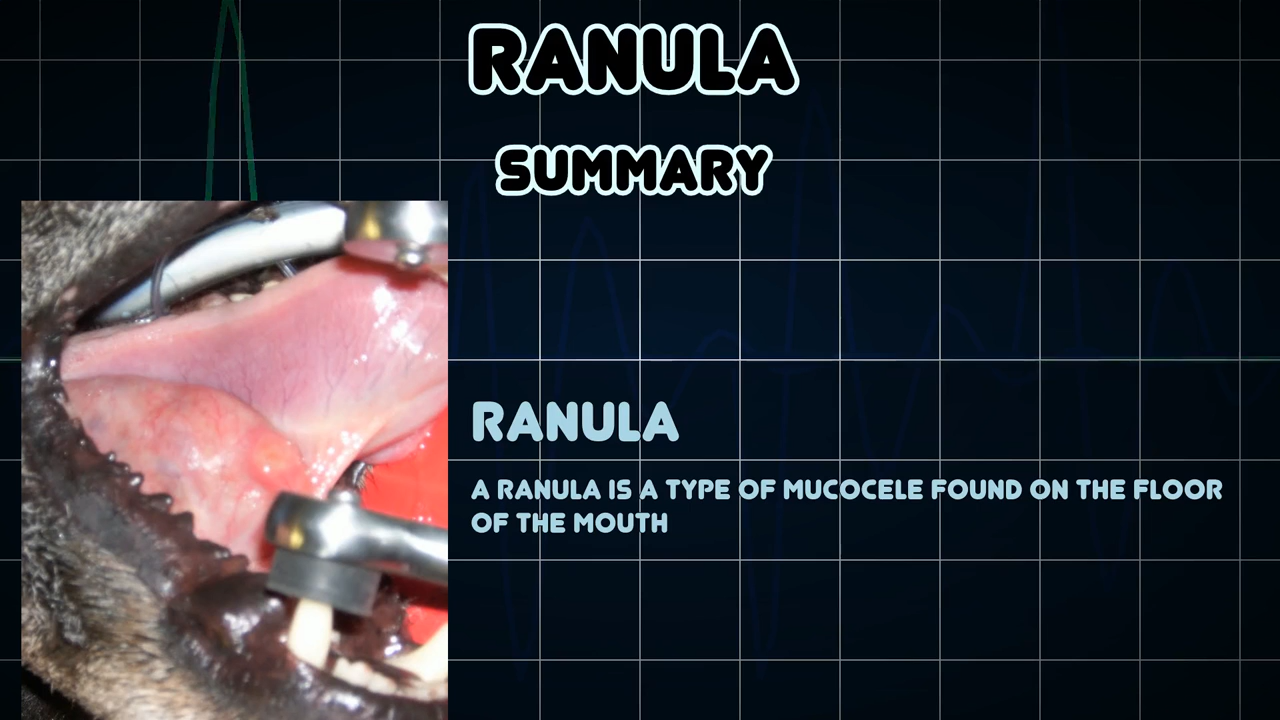 RANULA
SUMMARY
RANULA
A RANULA IS A TYPE OF MUCOCELE FOUND ON THE FLOOR
OF THE MOUTH